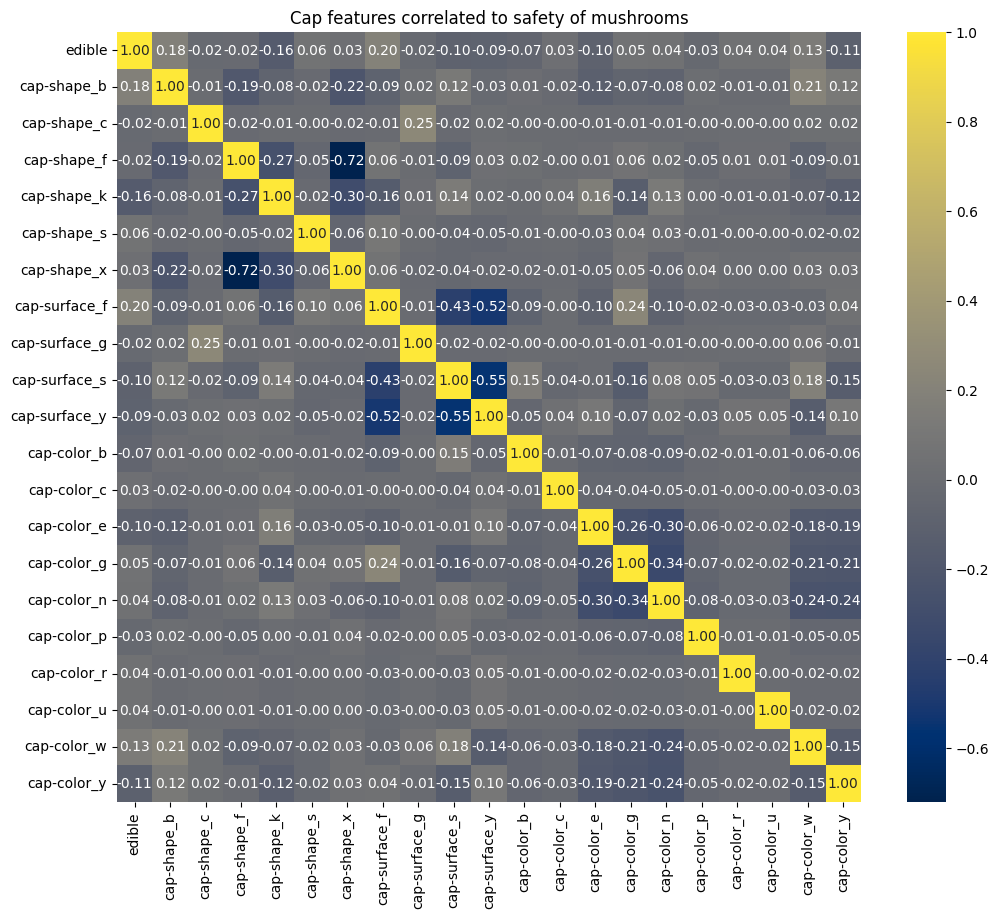 Cap features correlated to safety of mushrooms
edible 1.00 0.18 -0.02 -0.02 -0.16 0.06 0.03 0.20 -0.02 -0.10 -0.09 -0.07 0.03 -0.10 0.05 0.04 -0.03 0.04 0.04 0.13 -0.11
cap-shape_b 0.18 1.00 -0.01 -0.19 -0.08 -0.02 -0.22 -0.09 0.02 0.12 -0.03 0.01 -0.02 -0.12 -0.07 -0.08 0.02 -0.01 -0.01 0.21 0.12
cap-shape_c -0.02 -0.01 1.00 -0.02 -0.01 -0.00 -0.02 -0.01 0.25 -0.02 0.02 -0.00 -0.00 -0.01 -0.01 -0.01 -0.00 -0.00 -0.00 0.02 0.02
cap-shape_f -0.02 -0.19 -0.02 1.00 -0.27 -0.05 -0.72 0.06 -0.01 -0.09 0.03 0.02 -0.00 0.01 0.06 0.02 -0.05 0.01 0.01 -0.09 -0.01
cap-shape_k -0.16 -0.08 -0.01 -0.27 1.00 -0.02 -0.30 -0.16 0.01 0.14 0.02 -0.00 0.04 0.16 -0.14 0.13 0.00 -0.01 -0.01 -0.07 -0.12
cap-shape_s 0.06 -0.02 -0.00 -0.05 -0.02 1.00 -0.06 0.10 -0.00 -0.04 -0.05 -0.01 -0.00 -0.03 0.04 0.03 -0.01 -0.00 -0.00 -0.02 -0.02
cap-shape_x 0.03 -0.22 -0.02 -0.72 -0.30 -0.06 1.00 0.06 -0.02 -0.04 -0.02 -0.02 -0.01 -0.05 0.05 -0.06 0.04 0.00 0.00 0.03 0.03
cap-surface_f 0.20 -0.09 -0.01 0.06 -0.16 0.10 0.06 1.00 -0.01 -0.43 -0.52 -0.09 -0.00 -0.10 0.24 -0.10 -0.02 -0.03 -0.03 -0.03 0.04
cap-surface_g -0.02 0.02 0.25 -0.01 0.01 -0.00 -0.02 -0.01 1.00 -0.02 -0.02 -0.00 -0.00 -0.01 -0.01 -0.01 -0.00 -0.00 -0.00 0.06 -0.01
cap-surface_s -0.10 0.12 -0.02 -0.09 0.14 -0.04 -0.04 -0.43 -0.02 1.00 -0.55 0.15 -0.04 -0.01 -0.16 0.08 0.05 -0.03 -0.03 0.18 -0.15
cap-surface_y -0.09 -0.03 0.02 0.03 0.02 -0.05 -0.02 -0.52 -0.02 -0.55 1.00 -0.05 0.04 0.10 -0.07 0.02 -0.03 0.05 0.05 -0.14 0.10
cap-color_b -0.07 0.01 -0.00 0.02 -0.00 -0.01 -0.02 -0.09 -0.00 0.15 -0.05 1.00 -0.01 -0.07 -0.08 -0.09 -0.02 -0.01 -0.01 -0.06 -0.06
cap-color_c 0.03 -0.02 -0.00 -0.00 0.04 -0.00 -0.01 -0.00 -0.00 -0.04 0.04 -0.01 1.00 -0.04 -0.04 -0.05 -0.01 -0.00 -0.00 -0.03 -0.03
cap-color_e -0.10 -0.12 -0.01 0.01 0.16 -0.03 -0.05 -0.10 -0.01 -0.01 0.10 -0.07 -0.04 1.00 -0.26 -0.30 -0.06 -0.02 -0.02 -0.18 -0.19
cap-color_g 0.05 -0.07 -0.01 0.06 -0.14 0.04 0.05 0.24 -0.01 -0.16 -0.07 -0.08 -0.04 -0.26 1.00 -0.34 -0.07 -0.02 -0.02 -0.21 -0.21
cap-color_n 0.04 -0.08 -0.01 0.02 0.13 0.03 -0.06 -0.10 -0.01 0.08 0.02 -0.09 -0.05 -0.30 -0.34 1.00 -0.08 -0.03 -0.03 -0.24 -0.24
cap-color_p -0.03 0.02 -0.00 -0.05 0.00 -0.01 0.04 -0.02 -0.00 0.05 -0.03 -0.02 -0.01 -0.06 -0.07 -0.08 1.00 -0.01 -0.01 -0.05 -0.05
cap-color_r 0.04 -0.01 -0.00 0.01 -0.01 -0.00 0.00 -0.03 -0.00 -0.03 0.05 -0.01 -0.00 -0.02 -0.02 -0.03 -0.01 1.00 -0.00 -0.02 -0.02
cap-color_u 0.04 -0.01 -0.00 0.01 -0.01 -0.00 0.00 -0.03 -0.00 -0.03 0.05 -0.01 -0.00 -0.02 -0.02 -0.03 -0.01 -0.00 1.00 -0.02 -0.02
cap-color_w 0.13 0.21 0.02 -0.09 -0.07 -0.02 0.03 -0.03 0.06 0.18 -0.14 -0.06 -0.03 -0.18 -0.21 -0.24 -0.05 -0.02 -0.02 1.00 -0.15
cap-color_y -0.11 0.12 0.02 -0.01 -0.12 -0.02 0.03 0.04 -0.01 -0.15 0.10 -0.06 -0.03 -0.19 -0.21 -0.24 -0.05 -0.02 -0.02 -0.15 1.00
edible cap-shape_b cap-shape_c cap-shape_f cap-shape_k cap-shape_s cap-shape_x cap-surface_f cap-surface_g cap-surface_s cap-surface_y cap-color_b cap-color_c cap-color_e cap-color_g cap-color_n cap-color_p cap-color_r cap-color_u cap-color_w cap-color_y
1.0
0.8
0.6
0.4
0.2
0.0
−0.2
−0.4
−0.6